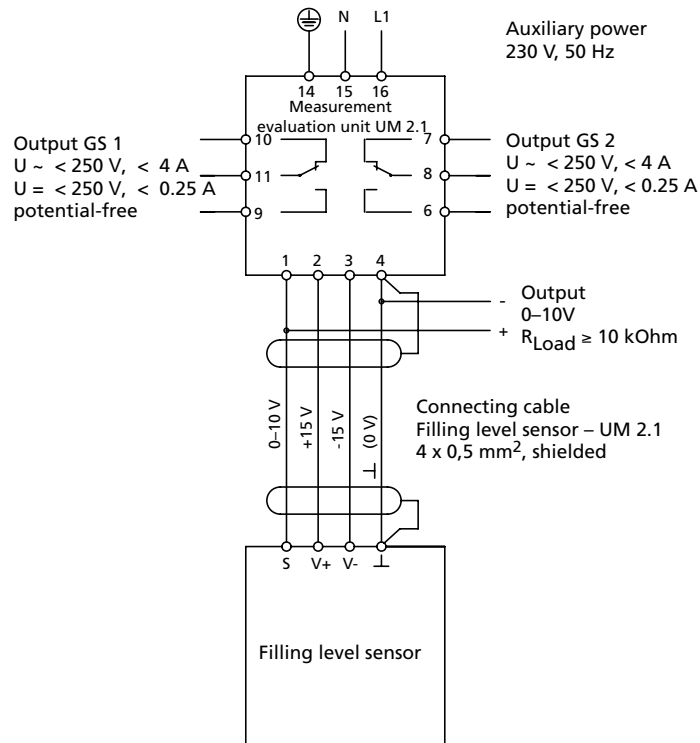 N L1
Auxiliary power
230 V, 50 Hz
14 15 16
Measurement
evaluation unit UM 2.1
10 7
Output GS 1
U ~ < 250 V, < 4 A
U = < 250 V, < 0.25 A
potential-free
11 8
9 6
Output GS 2
U ~ < 250 V, < 4 A
U = < 250 V, < 0.25 A
potential-free
1 2 3 4
- Output
0–10V
+ RLoad ≥ 10 kOhm
0–10 V
+15 V
-15 V
(0 V)
Connecting cable
Filling level sensor – UM 2.1
4 x 0,5 mm², shielded
S V+ V- ⊥
Filling level sensor